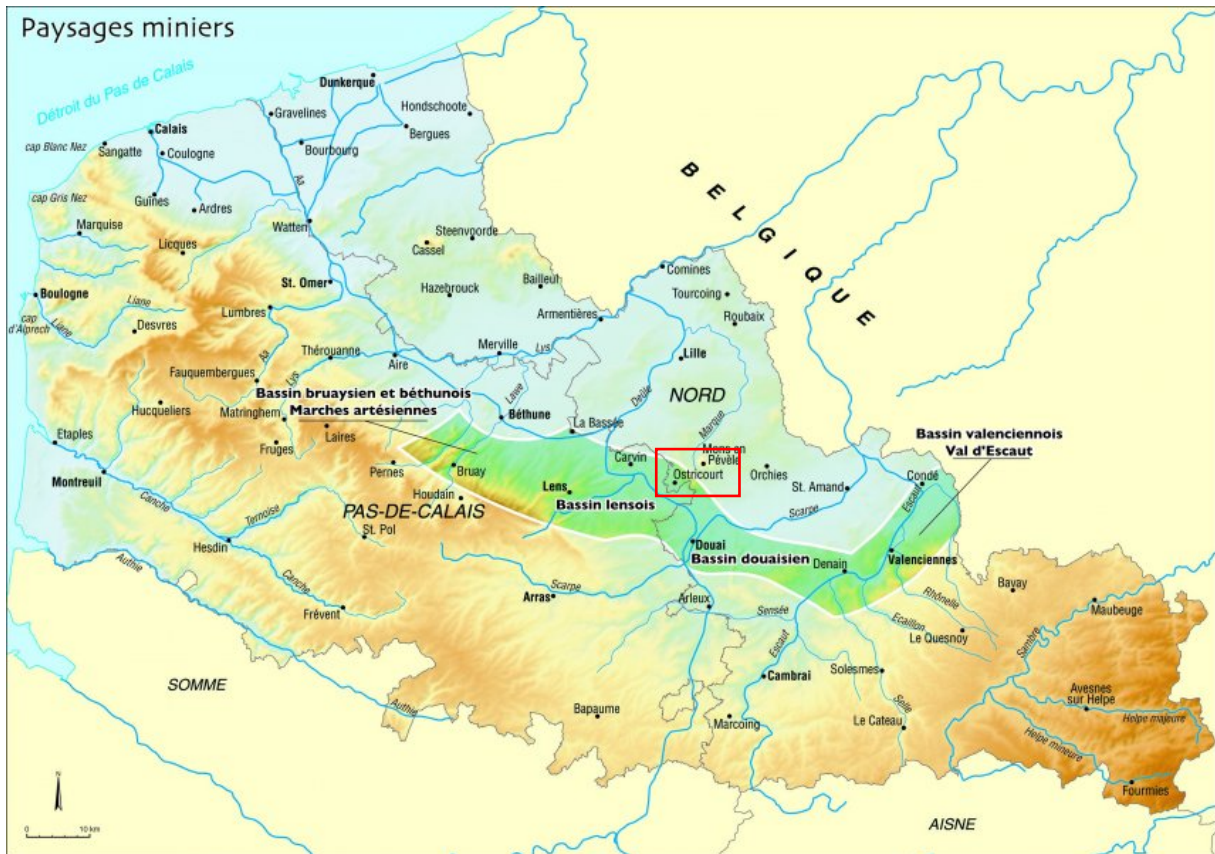 Paysages miniers
Détroit du Pas de Calais
Dunkerque
Hondschoote
Gravelines
Bergues
Calais
Bourbourg
cap Blanc Nez
Sangatte
Coulogne
Aa
cap Gris Nez
Guînes
Ardres
Marquise
Watten
Licques
Steenvoorde
Cassel
BELGIQUE
St. Omer
Hazebrouck
Bailleul
Comines
Tourcoing
Boulogne
Liane
Lumbres
Armentières
Roubaix
cap
d'Alprech
Liane
Desvres
Merville
Lys
Lille
Thérouanne
Aire
Aa
Lys
Fauquembergues
Lawe
Deûle
NORD
Bassin bruaysien et béthunois
Marches artésiennes
Hucqueliers
Matringhem
Béthune
La Bassée
Marque
Bassin valenciennois
Val d'Escaut
Etaples
Fruges
Laires
Mons en
Pévèle
Carvin
Pernes
Bruay
Ostricourt
Orchies
Condé
Montreuil
Lens
St. Amand
Escaut
Canche
Houdain
Bassin lensois
Scarpe
Ternoise
PAS-DE-CALAIS
St. Pol
Hesdin
Douai
Bassin douaisien
Valenciennes
Authie
Canche
Denain
Scarpe
Arras
Bayay
Rhônelle
Frévent
Arleux
Sensée
Maubeuge
Ecaillon
Le Quesnoy
Sambre
Escaut
Solesmes
SOMME
Cambrai
Avesnes
sur Helpe
Authie
Bapaume
Marcoing
Selle
Le Cateau
Helpe majeure
Helpe mineure
N
Fourmies
0
10 km
AISNE